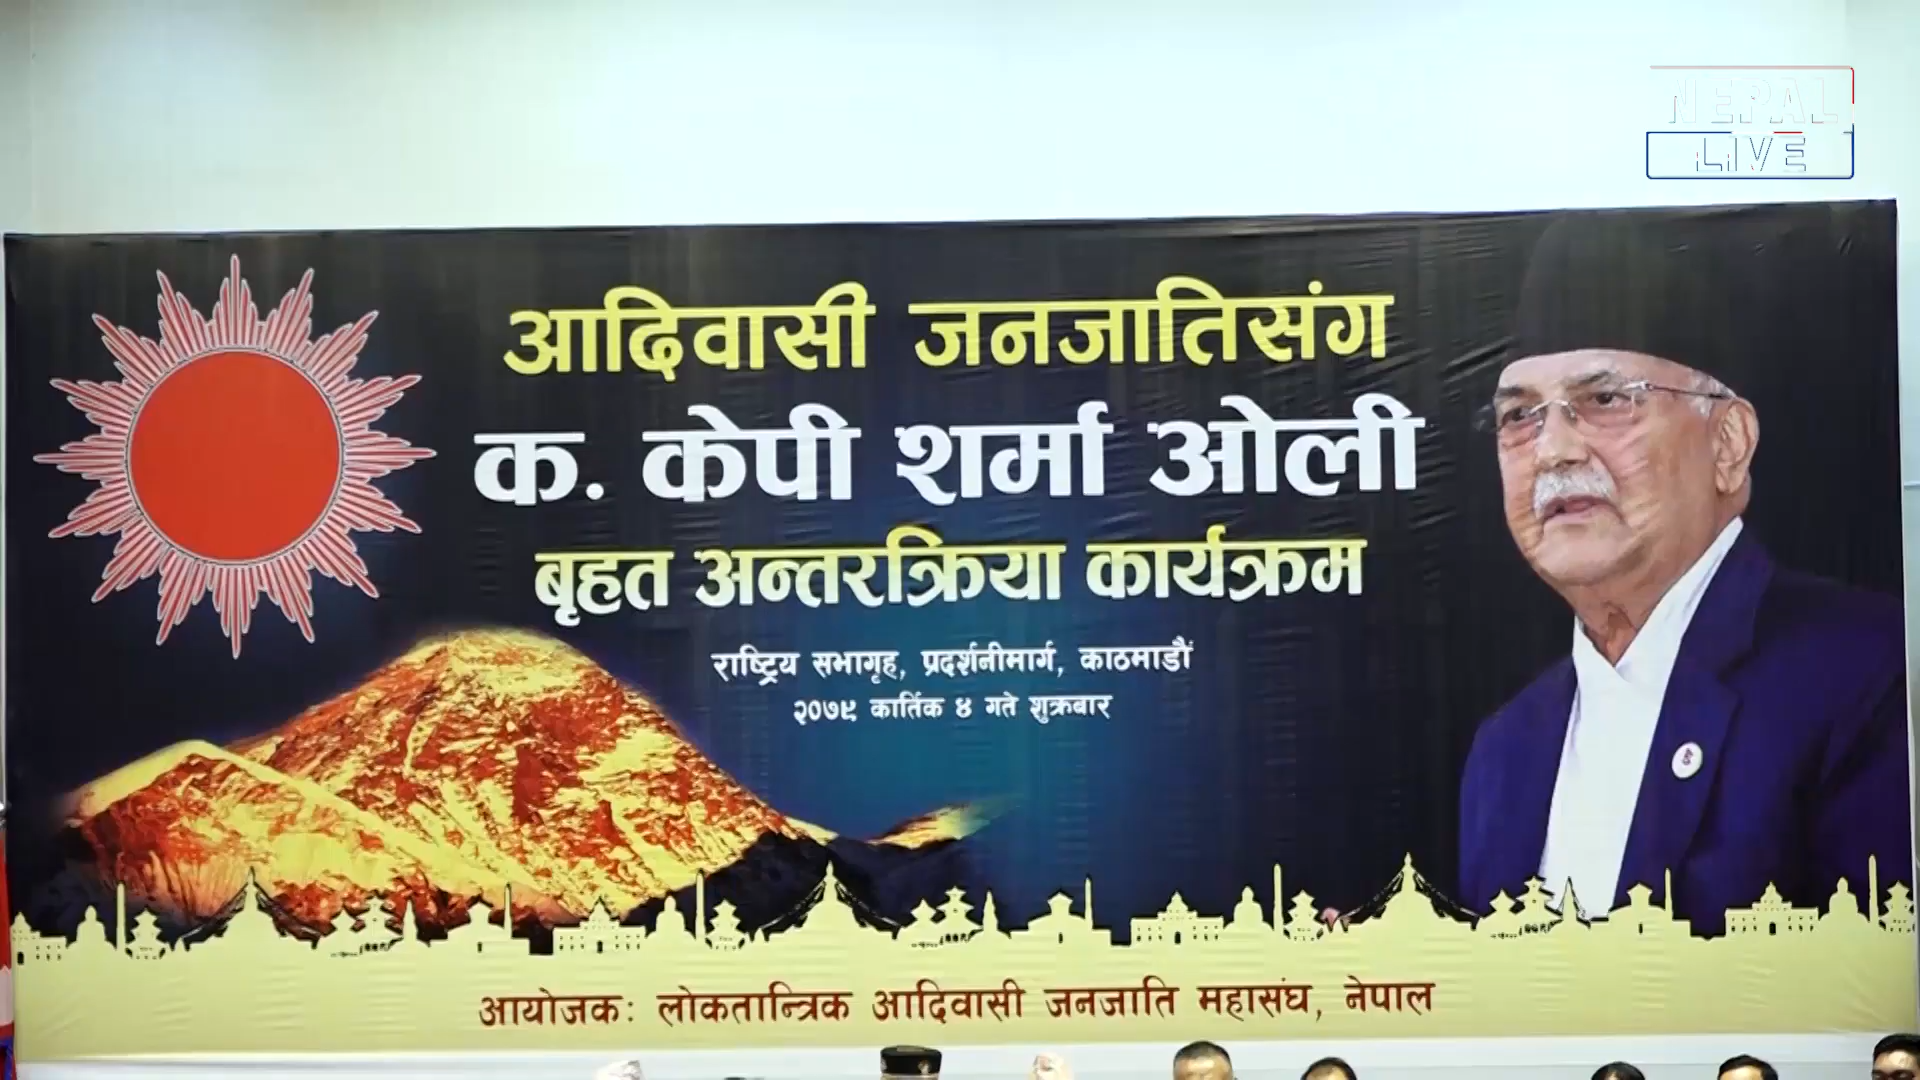 NEPAL
LIVE
आदिवासी जनजातिसंग
क. केपी शर्मा ओली
बृहत अन्तरक्रिया कार्यक्रम
राष्ट्रिय सभागृह, प्रदर्शनीमार्ग, काठमाडौं
२०७९ कार्तिक ४ गते शुक्रबार
आयोजक: लोकतान्त्रिक आदिवासी जनजाति महासंघ, नेपाल